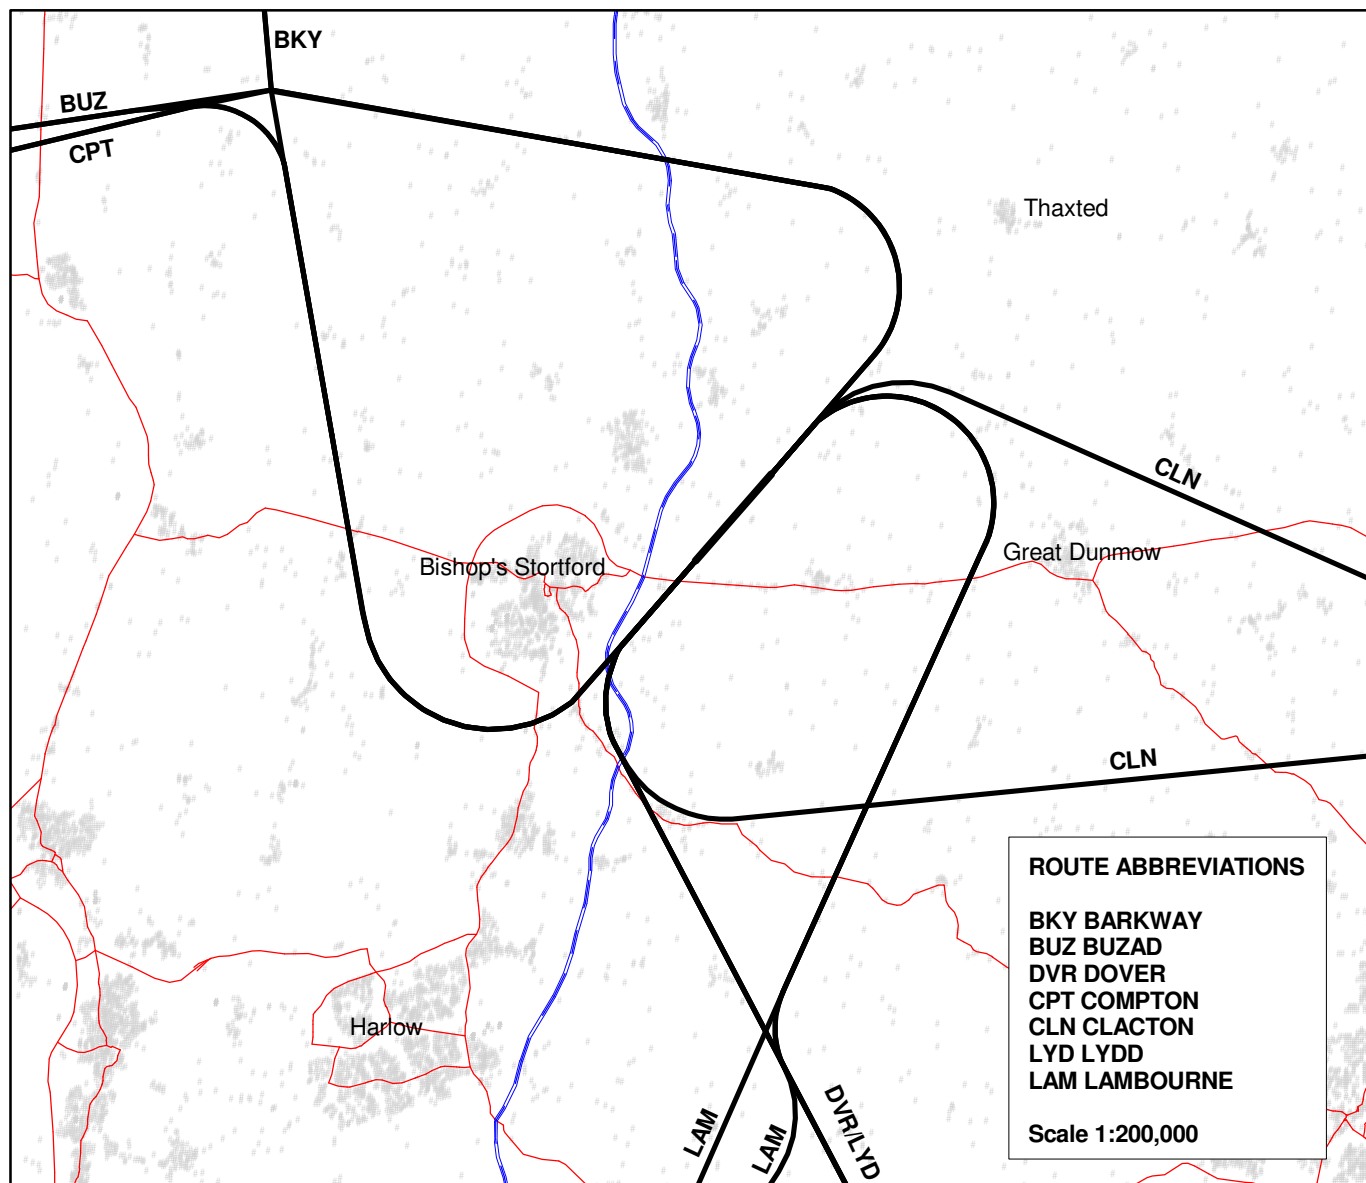 BKY
BUZ
CPT
Thaxted
CLN
Great Dunmow
Bishop's Stortford
CLN
Harlow
LAM
LAM
DVR/LYD
ROUTE ABBREVIATIONS
BKY BARKWAY
BUZ BUZAD
DVR DOVER
CPT COMPTON
CLN CLACTON
LYD LYDD
LAM LAMBOURNE
Scale 1:200,000